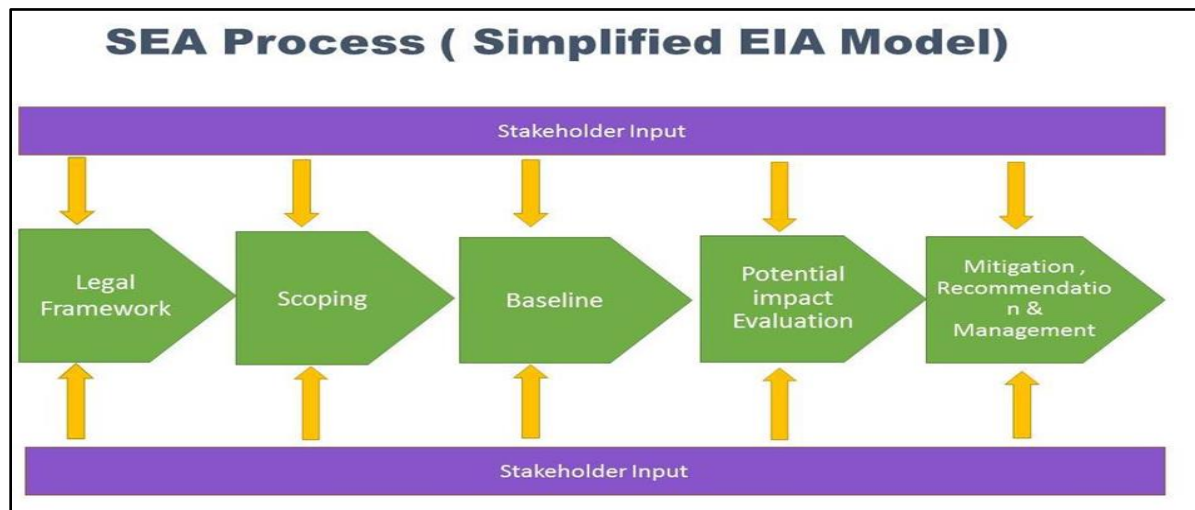 SEA Process ( Simplified EIA Model)
Stakeholder Input
Legal
Framework
Scoping
Baseline
Potential
impact
Evaluation
Mitigation ,
Recommendatio
n &
Management
Stakeholder Input